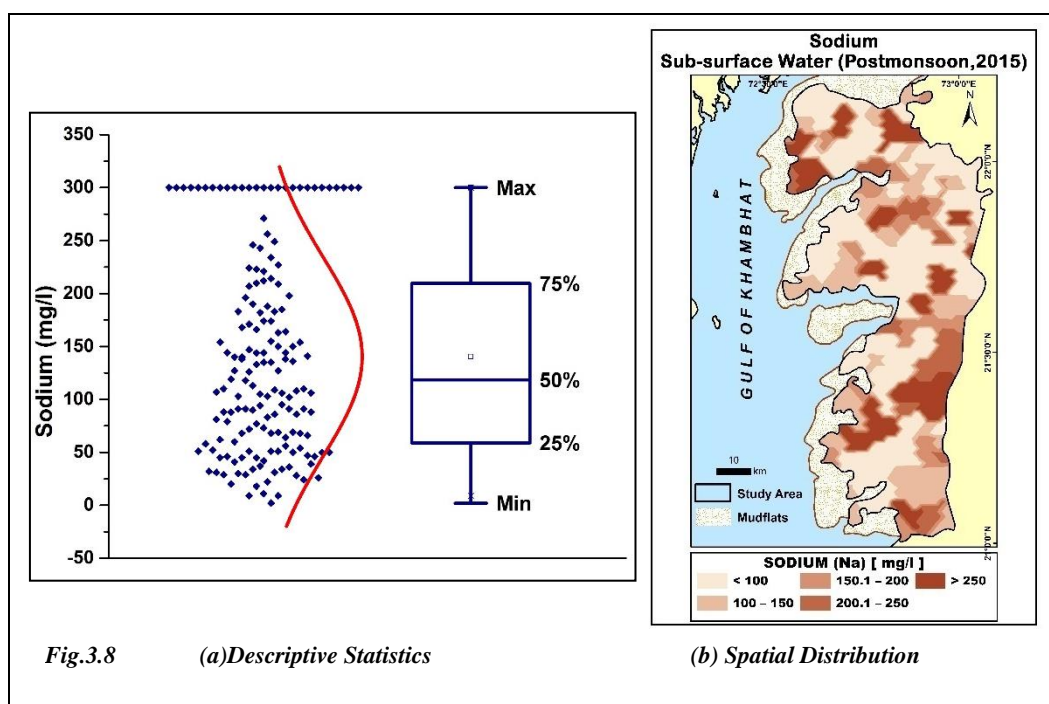 350
300
250
200
150
100
50
0
-50
Sodium (mg/l)
Max
75%
50%
25%
Min
Sodium
Sub-surface Water (Postmonsoon,2015)
72°30'0"E
73°0'0"E
N
22°0'0"N
21°30'0"N
21°0'0"N
GULF OF KHAMBHAT
10
km
Study Area
Mudflats
SODIUM (Na) [ mg/l ]
< 100 150.1 – 200 > 250
100 – 150 200.1 – 250
Fig.3.8 (a)Descriptive Statistics (b) Spatial Distribution